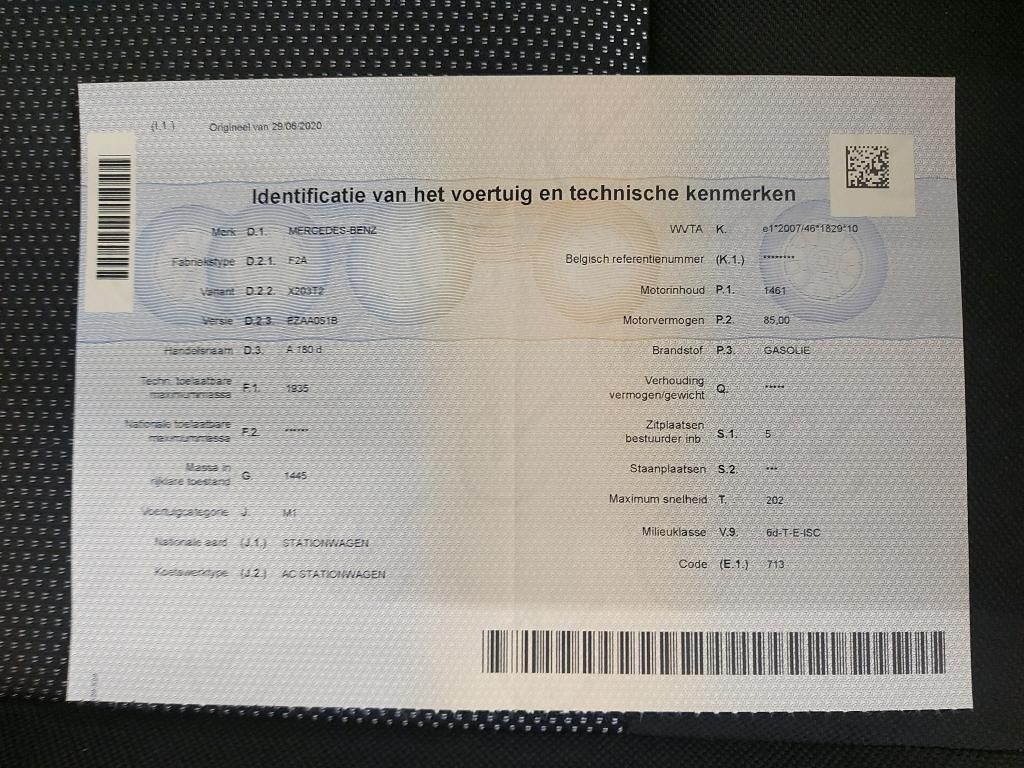 (I.1.) Origineel van 29/06/2020
Identificatie van het voertuig en technische kenmerken
Merk D.1. MERCEDES-BENZ
Fabriekstype D.2.1. F2A
Variant D.2.2. X203T2
Versie D.2.3. EZAA051B
Handelsnaam D.3. A 180 d
Techn. toelaatbare
maximummassa F.1. 1935
Nationale toelaatbare
maximummassa F.2. ******
Massa in
rijklare toestand G. 1445
Voertuigcategorie J. M1
Nationale aard (J.1.) STATIONWAGEN
Koetswerktype (J.2.) AC STATIONWAGEN
WVTA K. e1*2007/46*1829*10
Belgisch referentienummer (K.1.) ********
Motorinhoud P.1. 1461
Motorvermogen P.2. 85,00
Brandstof P.3. GASOLIE
Verhouding
vermogen/gewicht Q. *****
Zitplaatsen
bestuurder inb. S.1. 5
Staanplaatsen S.2. ***
Maximum snelheid T. 202
Milieuklasse V.9. 6d-T-E-ISC
Code (E.1.) 713